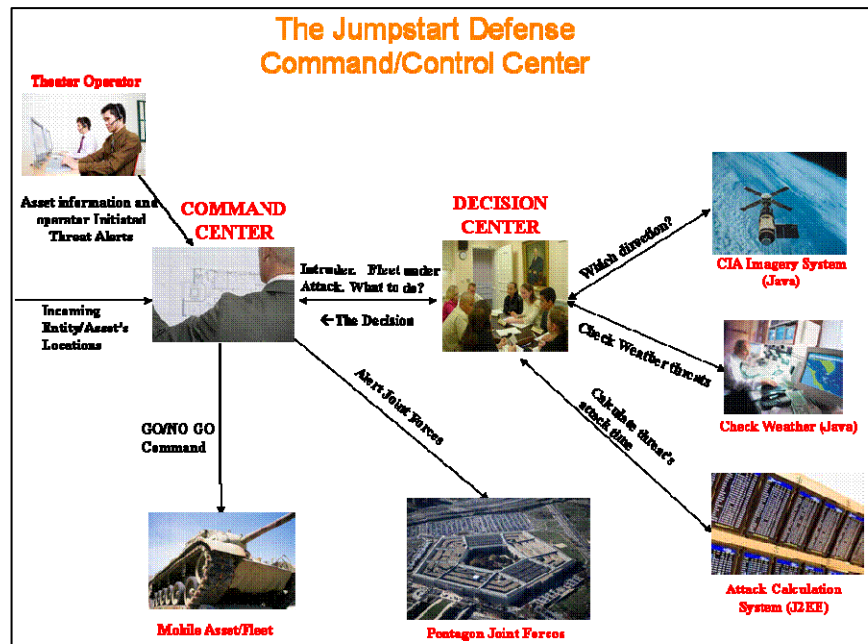 The Jumpstart Defense
Command/Control Center
Theater Operator
Asset information and
operator Initiated
Threat Alerts
COMMAND
CENTER
DECISION
CENTER
Which direction?
CIA Imagery System
(Java)
Intruder. Fleet under
Attack. What to do?
←The Decision
Incoming
Entity/Asset's
Locations
Check Weather threats
Check Weather (Java)
Alert Joint Forces
Calculate threat's
attack time
GO/NO GO
Command
Mobile Asset/Fleet
Pentagon Joint Forces
Attack Calculation
System (J2EE)